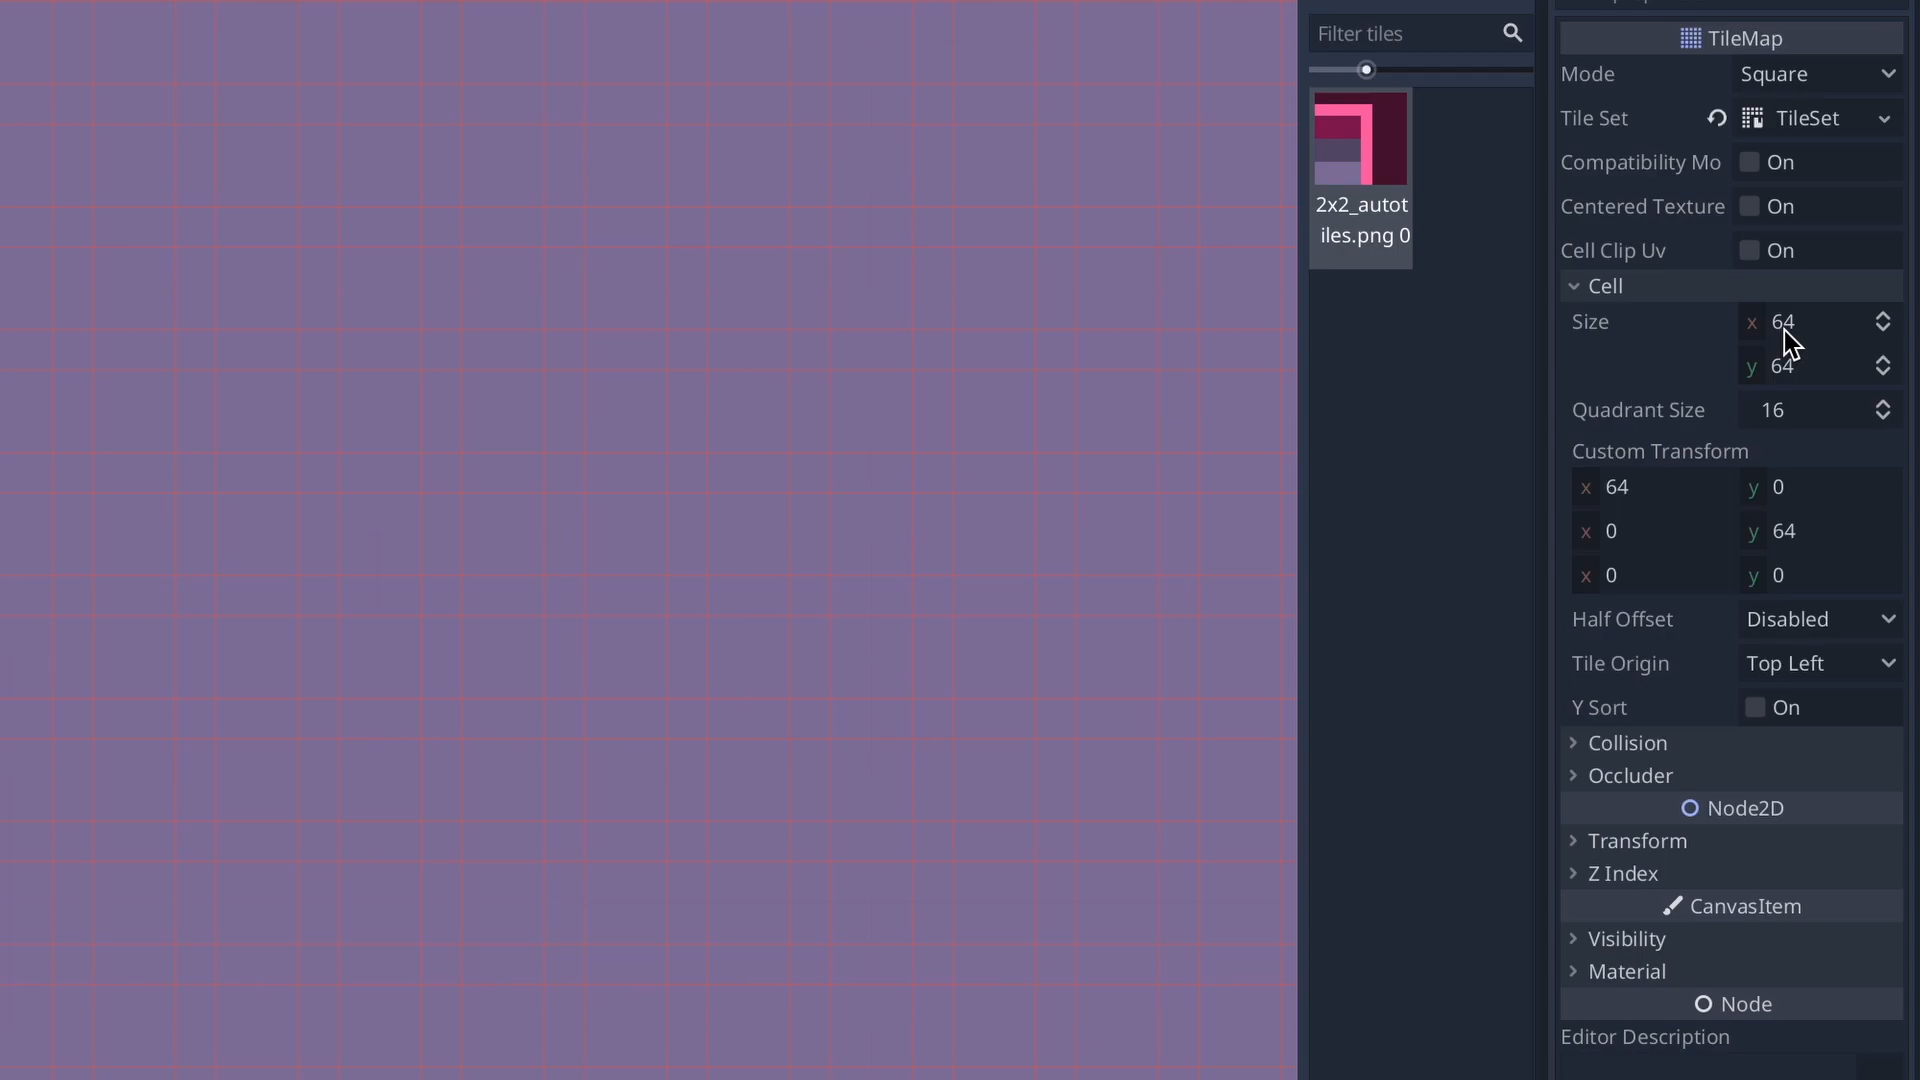 Filter tiles
2x2_autot
iles.png 0
TileMap
Mode Square
Tile Set TileSet
Compatibility Mo On
Centered Texture On
Cell Clip Uv On
Cell
Size x 64
y 64
Quadrant Size 16
Custom Transform
x 64 y 0
x 0 y 64
x 0 y 0
Half Offset Disabled
Tile Origin Top Left
Y Sort On
Collision
Occluder
Node2D
Transform
Z Index
CanvasItem
Visibility
Material
Node
Editor Description